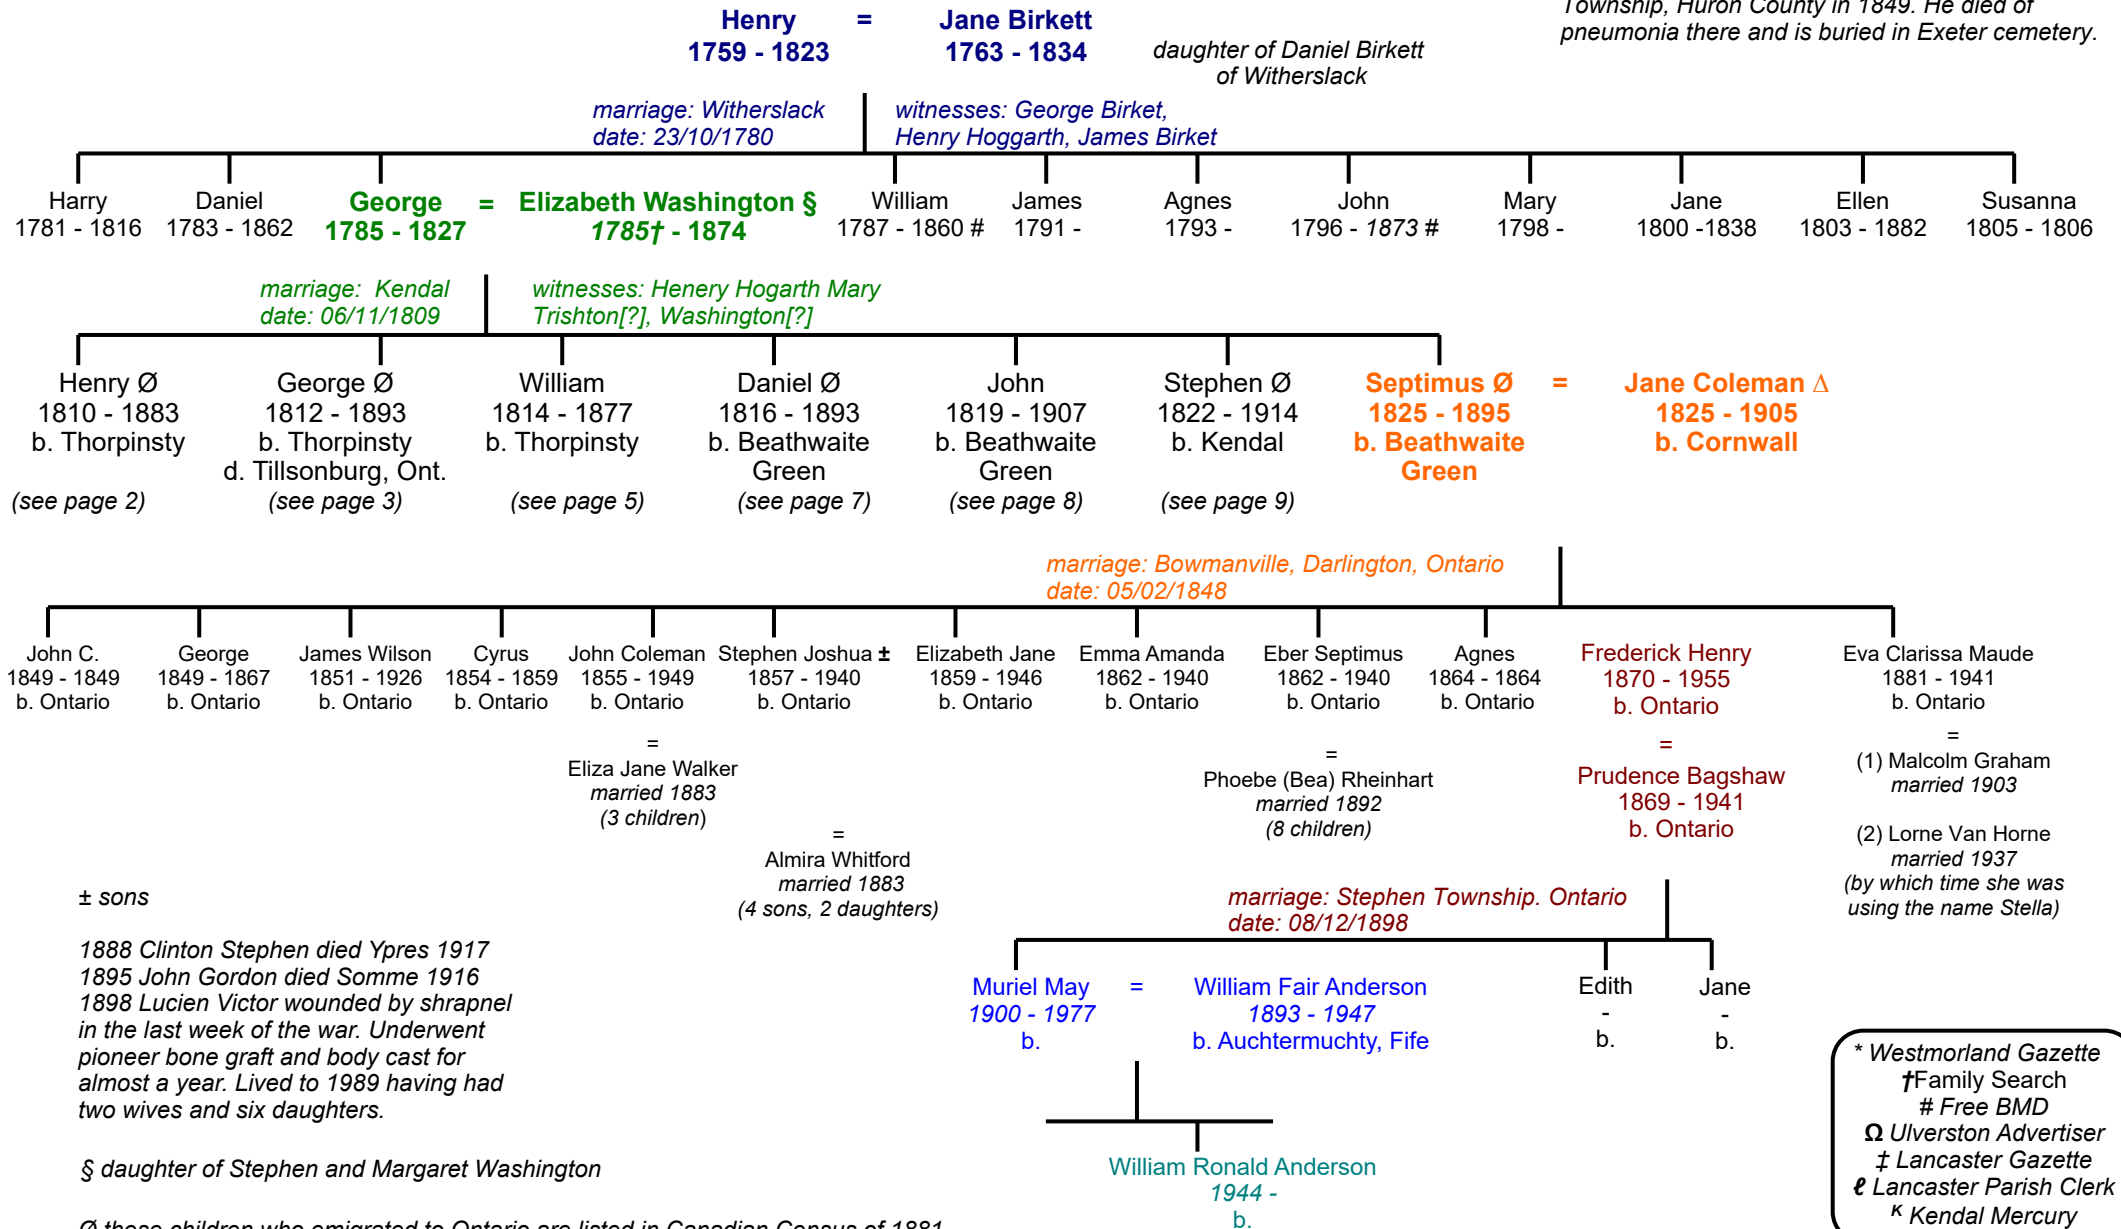 Township, Huron County in 1849. He died of
pneumonia there and is buried in Exeter cemetery.
Henry = Jane Birkett
1759 - 1823 1763 - 1834
daughter of Daniel Birkett
of Witherslack
marriage: Witherslack
date: 23/10/1780
witnesses: George Birket,
Henry Hoggarth, James Birket
Harry
1781 - 1816
Daniel
1783 - 1862
George = Elizabeth Washington §
1785 - 1827 1785† - 1874
William
1787 - 1860 #
James
1791 -
Agnes
1793 -
John
1796 - 1873 #
Mary
1798 -
Jane
1800 -1838
Ellen
1803 - 1882
Susanna
1805 - 1806
marriage: Kendal
date: 06/11/1809
witnesses: Henery Hogarth Mary
Trishton[?], Washington[?]
Henry Ø
1810 - 1883
b. Thorpinsty
(see page 2)
George Ø
1812 - 1893
b. Thorpinsty
d. Tillsonburg, Ont.
(see page 3)
William
1814 - 1877
b. Thorpinsty
(see page 5)
Daniel Ø
1816 - 1893
b. Beathwaite
Green
(see page 7)
John
1819 - 1907
b. Beathwaite
Green
(see page 8)
Stephen Ø
1822 - 1914
b. Kendal
(see page 9)
Septimus Ø
1825 - 1895
b. Beathwaite
Green
=
Jane Coleman Δ
1825 - 1905
b. Cornwall
marriage: Bowmanville, Darlington, Ontario
date: 05/02/1848
John C.
1849 - 1849
b. Ontario
George
1849 - 1867
b. Ontario
James Wilson
1851 - 1926
b. Ontario
Cyrus
1854 - 1859
b. Ontario
John Coleman
1855 - 1949
b. Ontario
=
Eliza Jane Walker
married 1883
(3 children)
Stephen Joshua ±
1857 - 1940
b. Ontario
=
Almira Whitford
married 1883
(4 sons, 2 daughters)
Elizabeth Jane
1859 - 1946
b. Ontario
Emma Amanda
1862 - 1940
b. Ontario
Eber Septimus
1862 - 1940
b. Ontario
=
Phoebe (Bea) Rheinhart
married 1892
(8 children)
Agnes
1864 - 1864
b. Ontario
Frederick Henry
1870 - 1955
b. Ontario
=
Prudence Bagshaw
1869 - 1941
b. Ontario
Eva Clarissa Maude
1881 - 1941
b. Ontario
=
(1) Malcolm Graham
married 1903
(2) Lorne Van Horne
married 1937
(by which time she was
using the name Stella)
± sons
1888 Clinton Stephen died Ypres 1917
1895 John Gordon died Somme 1916
1898 Lucien Victor wounded by shrapnel
in the last week of the war. Underwent
pioneer bone graft and body cast for
almost a year. Lived to 1989 having had
two wives and six daughters.
§ daughter of Stephen and Margaret Washington
Ø these children who emigrated to Ontario are listed in Canadian Census of 1881
marriage: Stephen Township. Ontario
date: 08/12/1898
Muriel May
1900 - 1977
b.
=
William Fair Anderson
1893 - 1947
b. Auchtermuchty, Fife
Edith
-
b.
Jane
-
b.
William Ronald Anderson
1944 -
b.
* Westmorland Gazette
†Family Search
# Free BMD
Ω Ulverston Advertiser
‡ Lancaster Gazette
ℓ Lancaster Parish Clerk
ᴷ Kendal Mercury